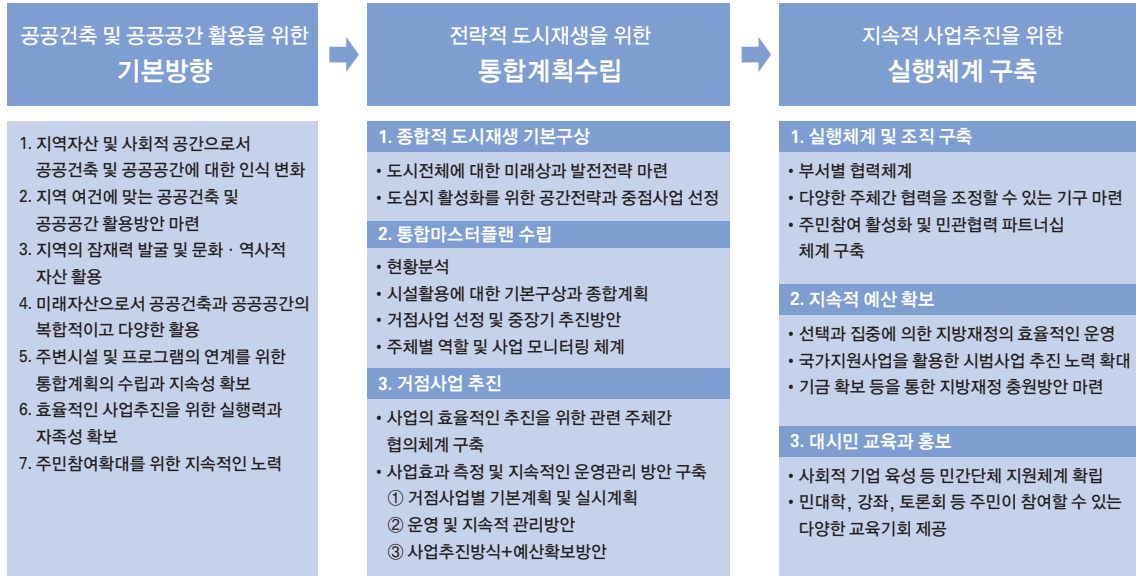 공공건축 및 공공공간 활용을 위한
기본방향
1. 지역자산 및 사회적 공간으로서
공공건축 및 공공공간에 대한 인식 변화
2. 지역 여건에 맞는 공공건축 및
공공공간 활용방안 마련
3. 지역의 잠재력 발굴 및 문화 · 역사적
자산 활용
4. 미래자산으로서 공공건축과 공공공간의
복합적이고 다양한 활용
5. 주변시설 및 프로그램의 연계를 위한
통합계획의 수립과 지속성 확보
6. 효율적인 사업추진을 위한 실행력과
자족성 확보
7. 주민참여확대를 위한 지속적인 노력
전략적 도시재생을 위한
통합계획수립
1. 종합적 도시재생 기본구상
• 도시전체에 대한 미래상과 발전전략 마련
• 도심지 활성화를 위한 공간전략과 중점사업 선정
2. 통합마스터플랜 수립
• 현황분석
• 시설활용에 대한 기본구상과 종합계획
• 거점사업 선정 및 중장기 추진방안
• 주체별 역할 및 사업 모니터링 체계
3. 거점사업 추진
• 사업의 효율적인 추진을 위한 관련 주체간
협의체계 구축
• 사업효과 측정 및 지속적인 운영관리 방안 구축
① 거점사업별 기본계획 및 실시계획
② 운영 및 지속적 관리방안
③ 사업추진방식+예산확보방안
지속적 사업추진을 위한
실행체계 구축
1. 실행체계 및 조직 구축
• 부서별 협력체계
• 다양한 주체간 협력을 조정할 수 있는 기구 마련
• 주민참여 활성화 및 민관협력 파트너십
체계 구축
2. 지속적 예산 확보
• 선택과 집중에 의한 지방재정의 효율적인 운영
• 국가지원사업을 활용한 시범사업 추진 노력 확대
• 기금 확보 등을 통한 지방재정 충원방안 마련
3. 대시민 교육과 홍보
• 사회적 기업 육성 등 민간단체 지원체계 확립
• 민대학, 강좌, 토론회 등 주민이 참여할 수 있는
다양한 교육기회 제공